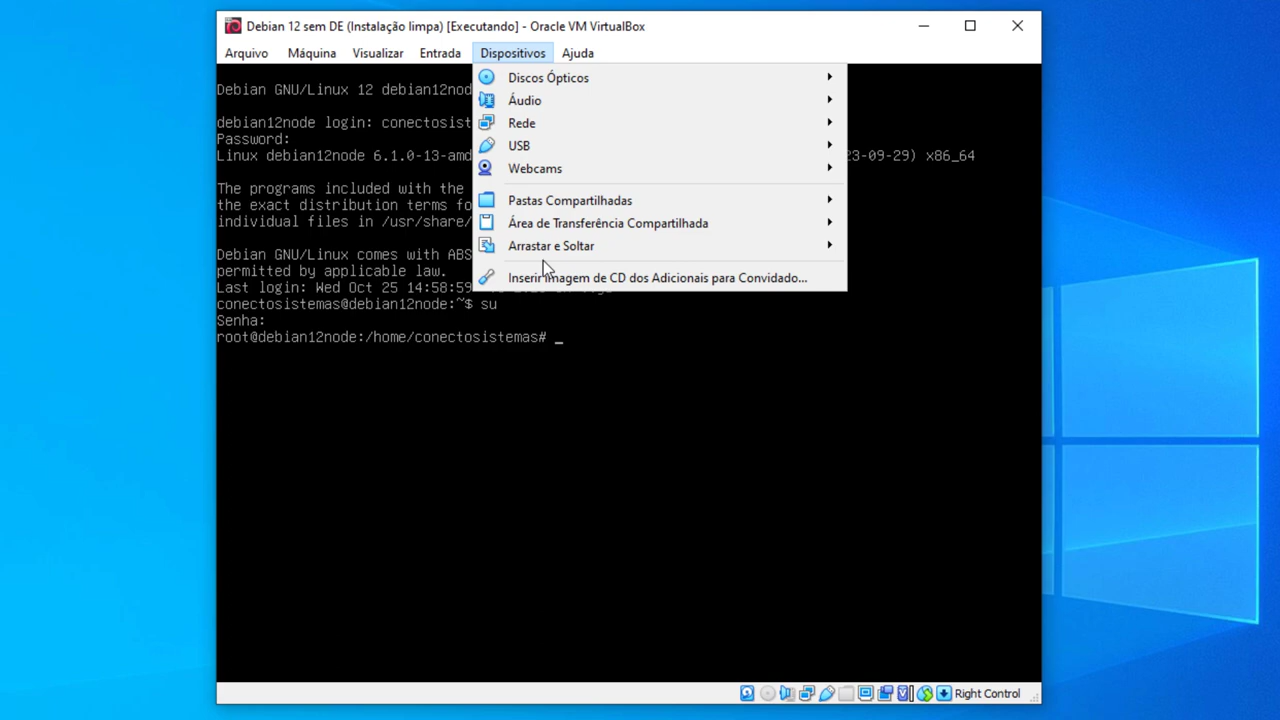 Debian 12 sem DE (Instalação limpa) [Executando] - Oracle VM VirtualBox
Arquivo Máquina Visualizar Entrada Dispositivos Ajuda
Discos Ópticos
Áudio
Rede
USB
Webcams
Pastas Compartilhadas
Área de Transferência Compartilhada
Arrastar e Soltar
Inserir Imagem de CD dos Adicionais para Convidado...
Debian GNU/Linux 12 debian12nod
debian12node login: conectosist
Password:
Linux debian12node 6.1.0-13-amd 23-09-29) x86_64
The programs included with the
the exact distribution terms fo
individual files in /usr/share/
Debian GNU/Linux comes with ABS
permitted by applicable law.
Last login: Wed Oct 25 14:58:59
conectosistemas@debian12node:~$ su
Senha:
root@debian12node:/home/conectosistemas# _
Right Control